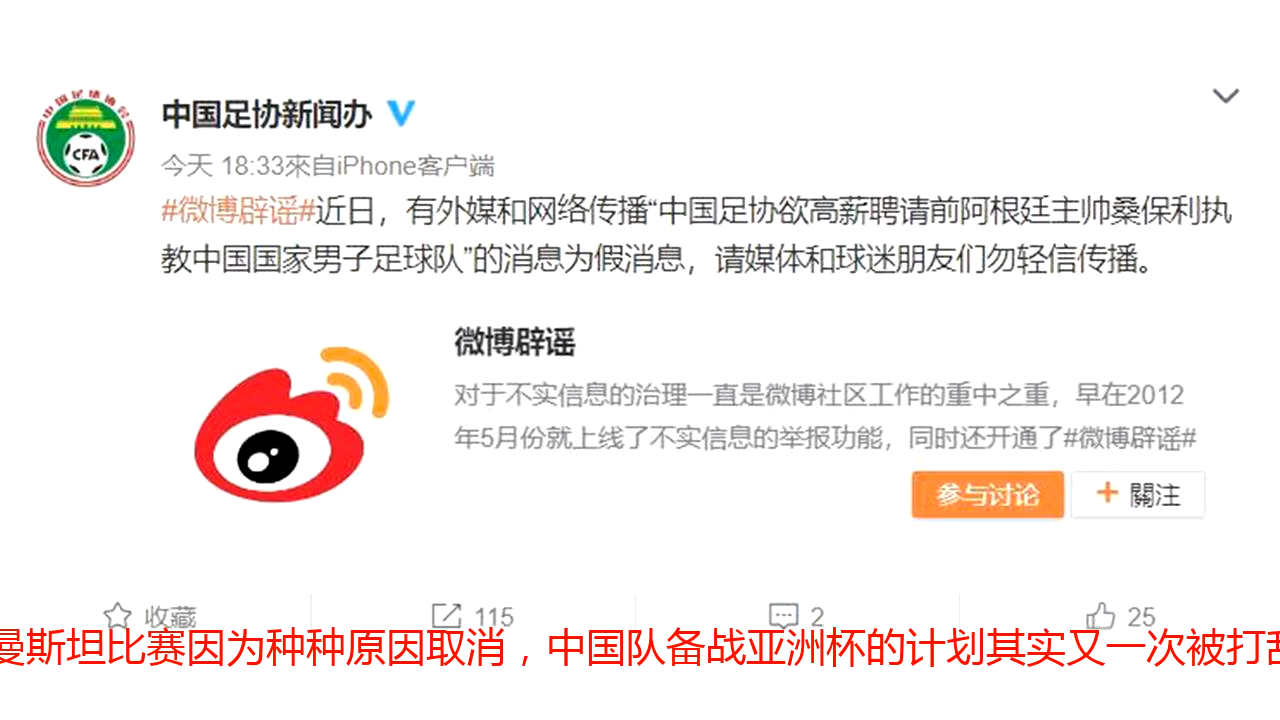 中国足协新闻办
今天 18:33來自iPhone客户端
#微博辟谣#近日，有外媒和网络传播“中国足协欲高薪聘请前阿根廷主帅桑保利执
教中国国家男子足球队”的消息为假消息，请媒体和球迷朋友们勿轻信传播。
微博辟谣
对于不实信息的治理一直是微博社区工作的重中之重，早在2012
年5月份就上线了不实信息的举报功能，同时还开通了#微博辟谣#
参与讨论
+ 關注
收藏
115
2
25
曼斯坦比赛因为种种原因取消，中国队备战亚洲杯的计划其实又一次被打乱
中国足球协会
CFA